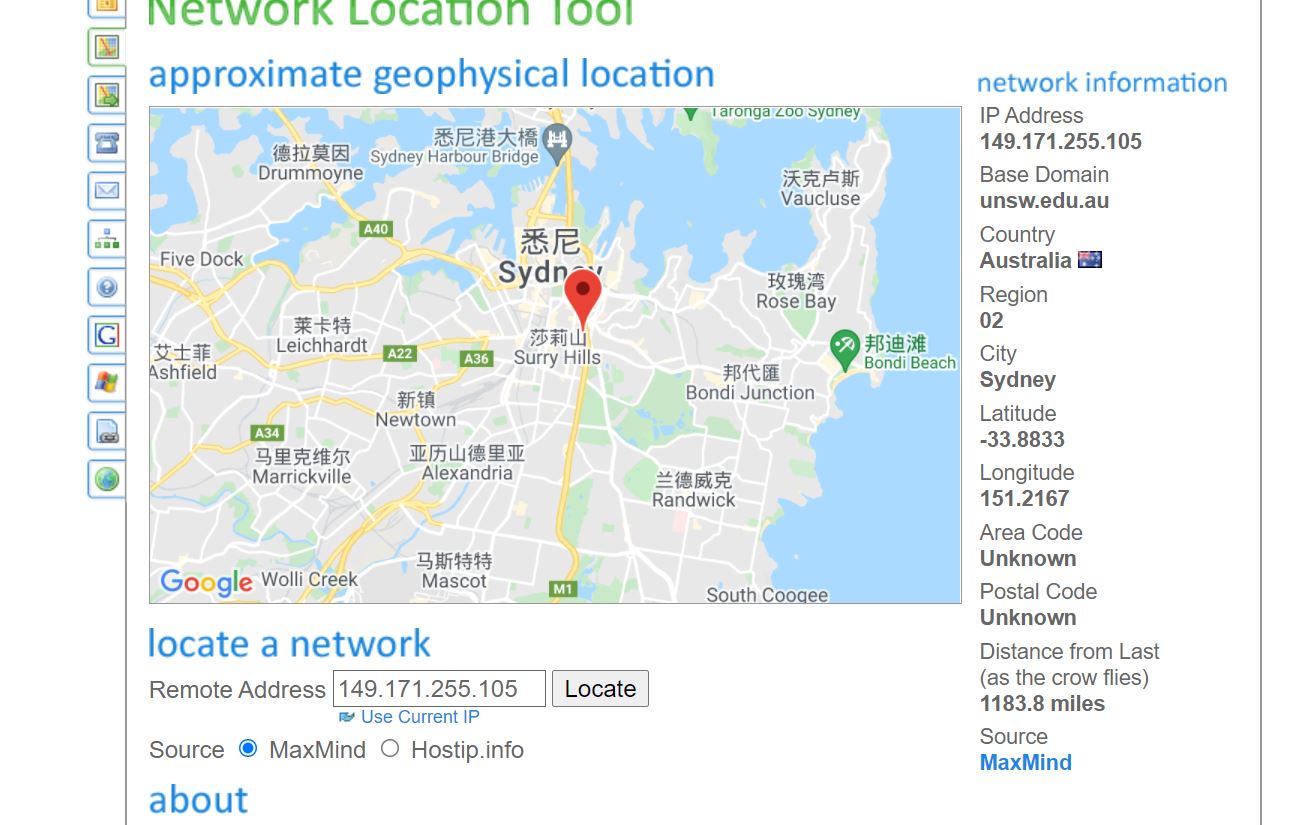 Network Location Tool
approximate geophysical location
Taronga Zoo Sydney
悉尼港大橋
Sydney Harbour Bridge
德拉莫因
Drummoyne
沃克卢斯
Vaucluse
A40
悉尼
Sydney
Five Dock
玫瑰湾
Rose Bay
莱卡特
Leichhardt
莎莉山
Surry Hills
A22
A36
艾士菲
Ashfield
邦迪滩
Bondi Beach
邦代匯
Bondi Junction
新镇
Newtown
A34
马里克维尔
Marrickville
亚历山德里亚
Alexandria
兰德威克
Randwick
马斯特特
Mascot
Google
Wolli Creek
M1
South Coogee
network information
IP Address
149.171.255.105
Base Domain
unsw.edu.au
Country
Australia
Region
02
City
Sydney
Latitude
-33.8833
Longitude
151.2167
Area Code
Unknown
Postal Code
Unknown
Distance from Last
(as the crow flies)
1183.8 miles
Source
MaxMind
locate a network
Remote Address 149.171.255.105 Locate
Use Current IP
Source MaxMind Hostip.info
about